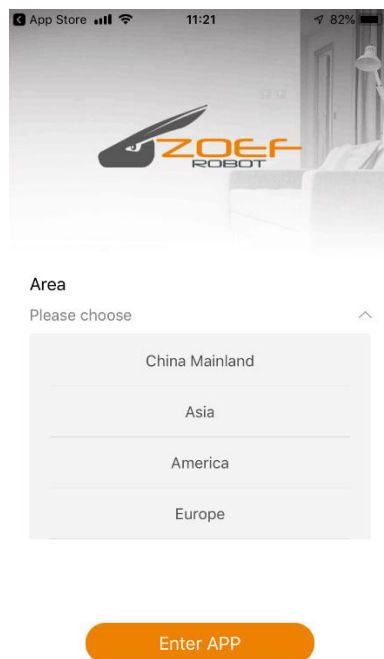 App Store 11:21 82%
ZOEF
ROBOT
Area
Please choose
China Mainland
Asia
America
Europe
Enter APP